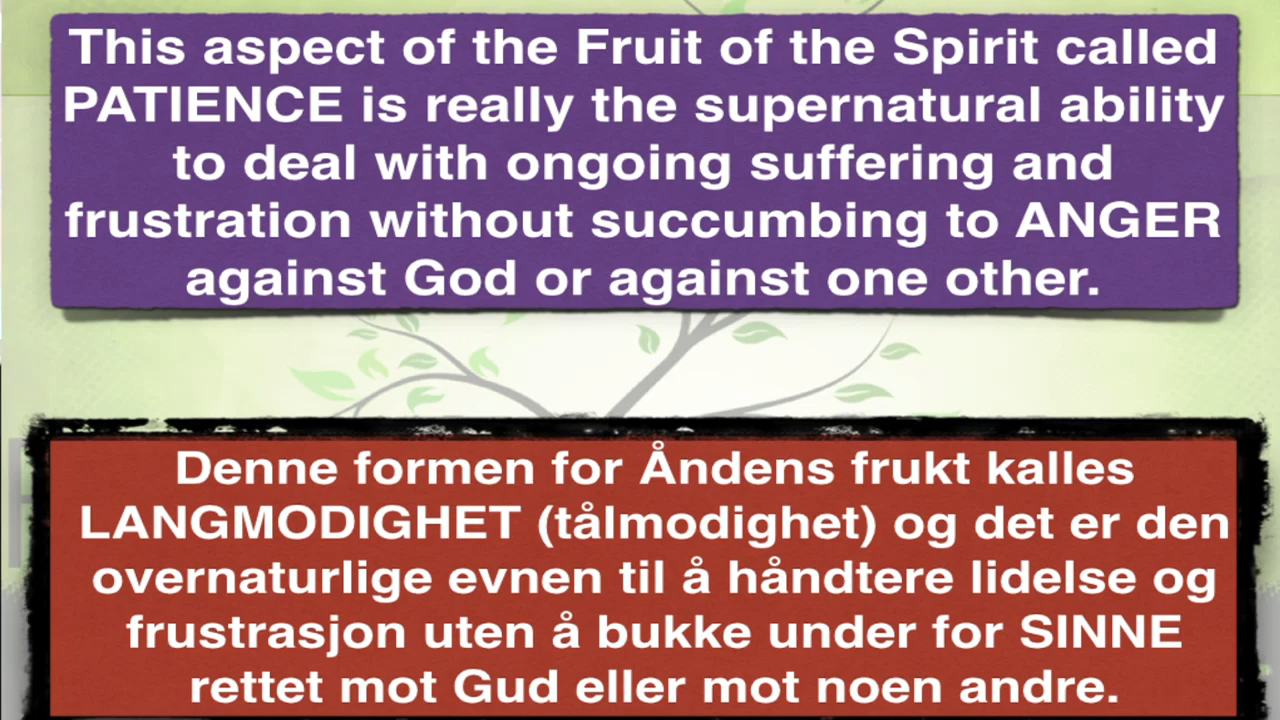 This aspect of the Fruit of the Spirit called
PATIENCE is really the supernatural ability
to deal with ongoing suffering and
frustration without succumbing to ANGER
against God or against one other.
Denne formen for Åndens frukt kalles
LANGMODIGHET (tålmodighet) og det er den
overnaturlige evnen til å håndtere lidelse og
frustrasjon uten å bukke under for SINNE
rettet mot Gud eller mot noen andre.